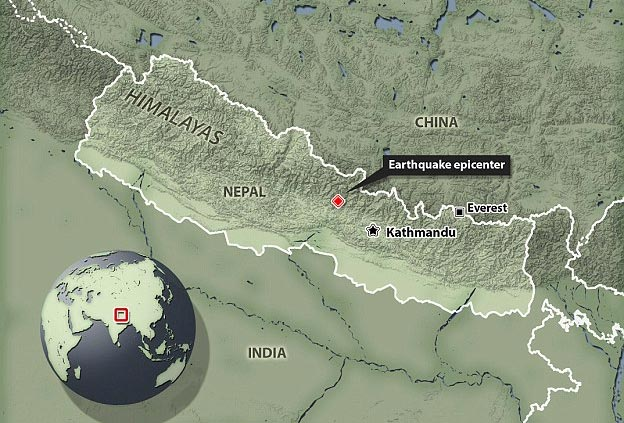 HIMALAYAS
CHINA
Earthquake epicenter
NEPAL
Everest
Kathmandu
INDIA